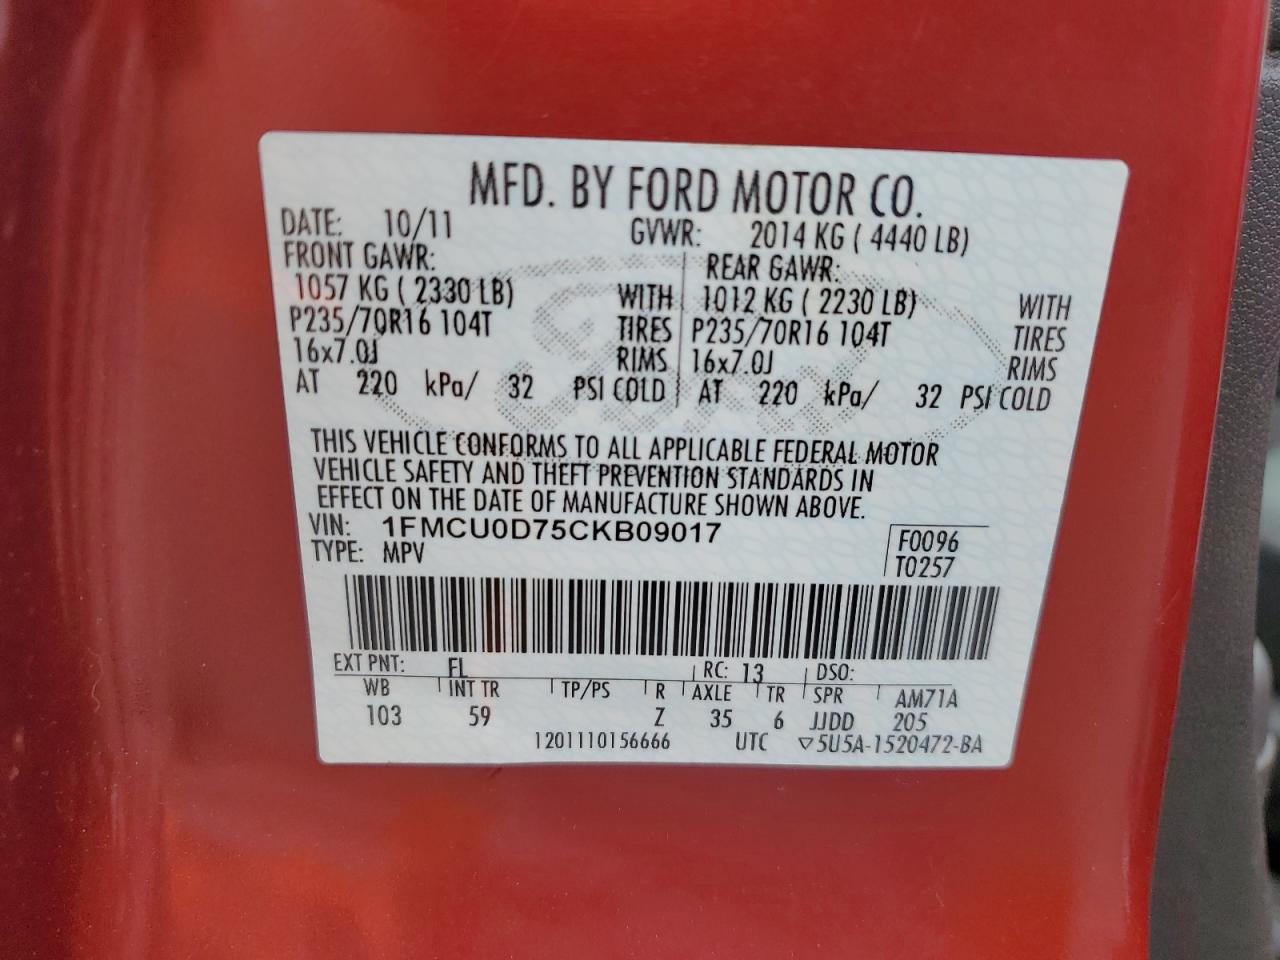 MFD. BY FORD MOTOR CO.
DATE: 10/11 GVWR: 2014 KG ( 4440 LB)
FRONT GAWR: REAR GAWR:
1057 KG ( 2330 LB) WITH 1012 KG ( 2230 LB) WITH
P235/70R16 104T TIRES P235/70R16 104T TIRES
16x7.0J RIMS 16x7.0J RIMS
AT 220 kPa/ 32 PSI COLD AT 220 kPa/ 32 PSI COLD
THIS VEHICLE CONFORMS TO ALL APPLICABLE FEDERAL MOTOR
VEHICLE SAFETY AND THEFT PREVENTION STANDARDS IN
EFFECT ON THE DATE OF MANUFACTURE SHOWN ABOVE.
VIN: 1FMCU0D75CKB09017 F0096
TYPE: MPV T0257
EXT PNT: FL RC: 13 DSO:
WB INT TR TP/PS R AXLE TR SPR AM71A
103 59 Z 35 6 JJDD 205
1201110156666 UTC ▽5U5A-1520472-BA
Ford